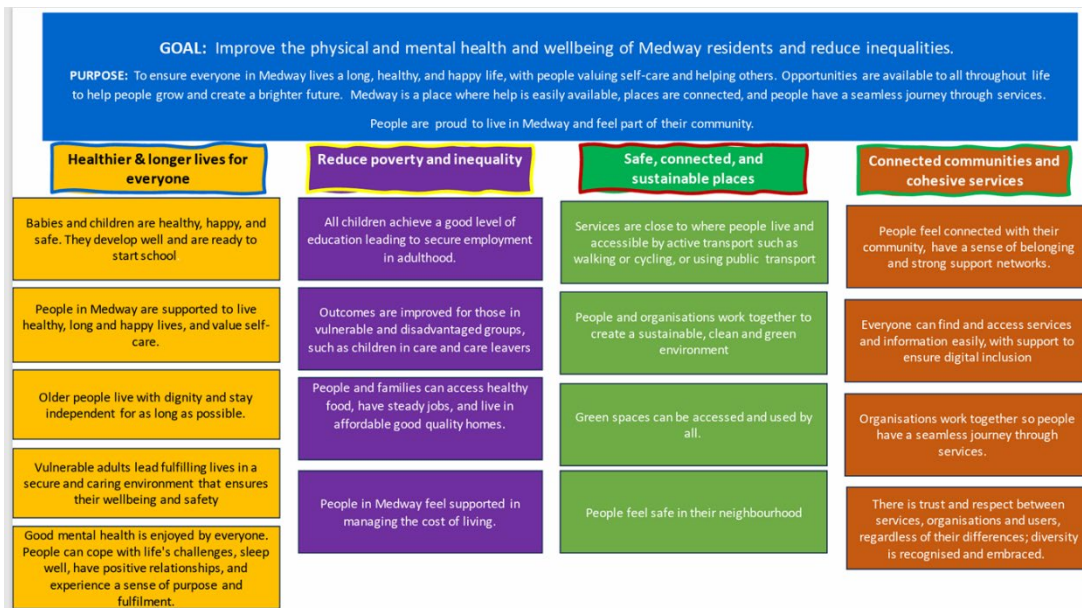 GOAL: Improve the physical and mental health and wellbeing of Medway residents and reduce inequalities.
PURPOSE: To ensure everyone in Medway lives a long, healthy, and happy life, with people valuing self-care and helping others. Opportunities are available to all throughout life
to help people grow and create a brighter future. Medway is a place where help is easily available, places are connected, and people have a seamless journey through services.
People are proud to live in Medway and feel part of their community.
Healthier & longer lives for
everyone
Babies and children are healthy, happy, and
safe. They develop well and are ready to
start school
People in Medway are supported to live
healthy, long and happy lives, and value self-
care.
Older people live with dignity and stay
independent for as long as possible.
Vulnerable adults lead fulfilling lives in a
secure and caring environment that ensures
their wellbeing and safety
Good mental health is enjoyed by everyone.
People can cope with life's challenges, sleep
well, have positive relationships, and
experience a sense of purpose and
fulfilment.
Reduce poverty and inequality
All children achieve a good level of
education leading to secure employment
in adulthood.
Outcomes are improved for those in
vulnerable and disadvantaged groups,
such as children in care and care leavers
People and families can access healthy
food, have steady jobs, and live in
affordable good quality homes.
People in Medway feel supported in
managing the cost of living.
Safe, connected, and
sustainable places
Services are close to where people live and
accessible by active transport such as
walking or cycling, or using public transport
People and organisations work together to
create a sustainable, clean and green
environment
Green spaces can be accessed and used by
all.
People feel safe in their neighbourhood
Connected communities and
cohesive services
People feel connected with their
community, have a sense of belonging
and strong support networks.
Everyone can find and access services
and information easily, with support to
ensure digital inclusion
Organisations work together so people
have a seamless journey through
services.
There is trust and respect between
services, organisations and users,
regardless of their differences; diversity
is recognised and embraced.